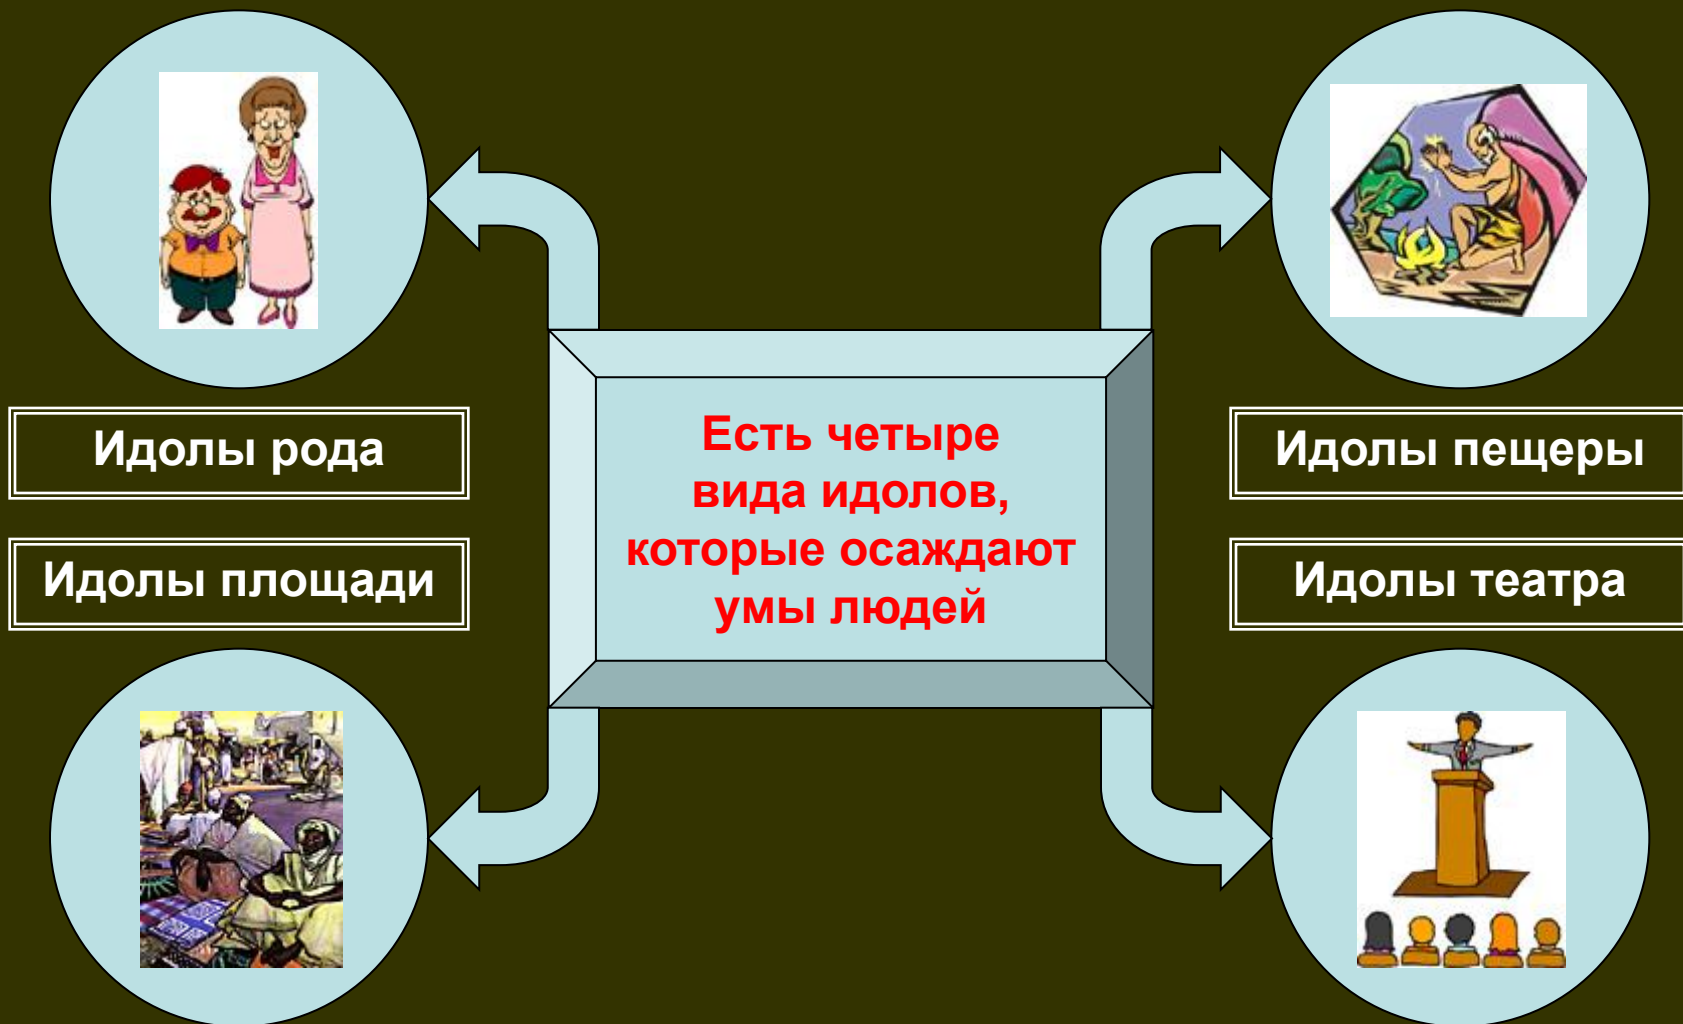 Идолы рода
Идолы площади
Есть четыре
вида идолов,
которые осаждают
умы людей
Идолы пещеры
Идолы театра